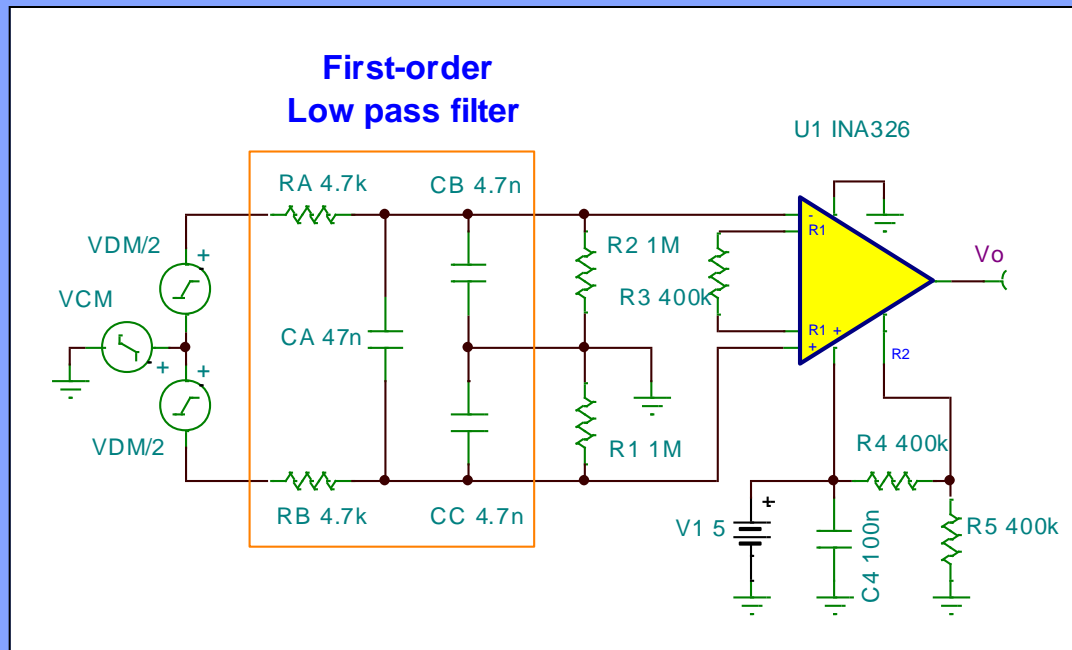 First-order
Low pass filter
U1 INA326
RA 4.7k
CB 4.7n
VDM/2
+
-
R1
R2 1M
Vo
VCM
R3 400k
CA 47n
+
+
R1 +
+
R2
VDM/2
R1 1M
R4 400k
RB 4.7k
CC 4.7n
V1 5
+
C4 100n
R5 400k